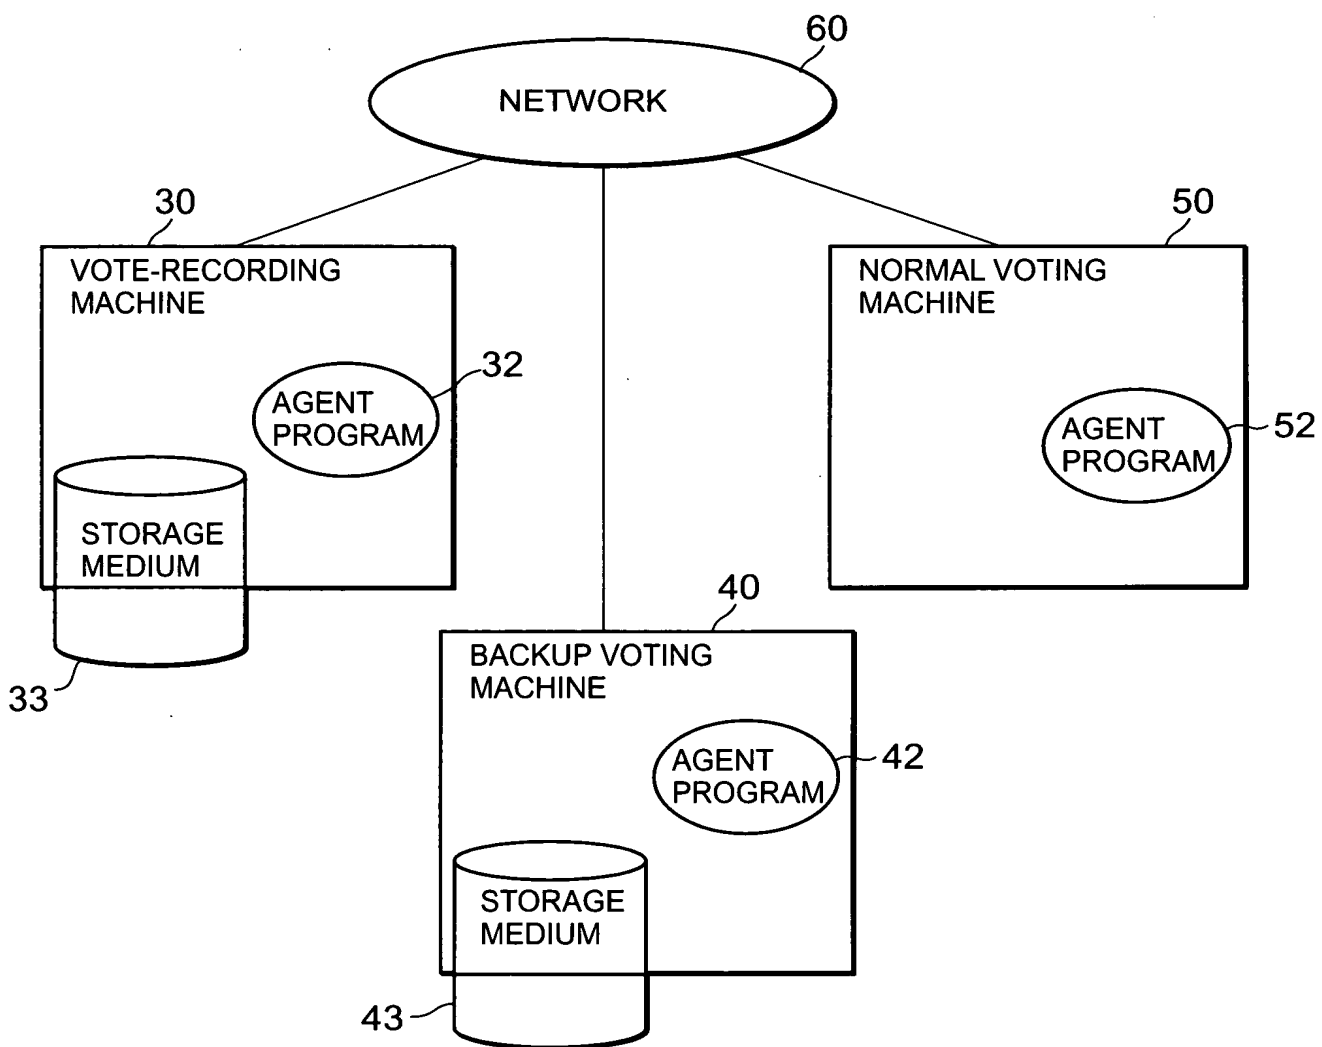 60
NETWORK
30
VOTE-RECORDING
MACHINE
32
AGENT
PROGRAM
STORAGE
MEDIUM
33
50
NORMAL VOTING
MACHINE
52
AGENT
PROGRAM
40
BACKUP VOTING
MACHINE
42
AGENT
PROGRAM
STORAGE
MEDIUM
43